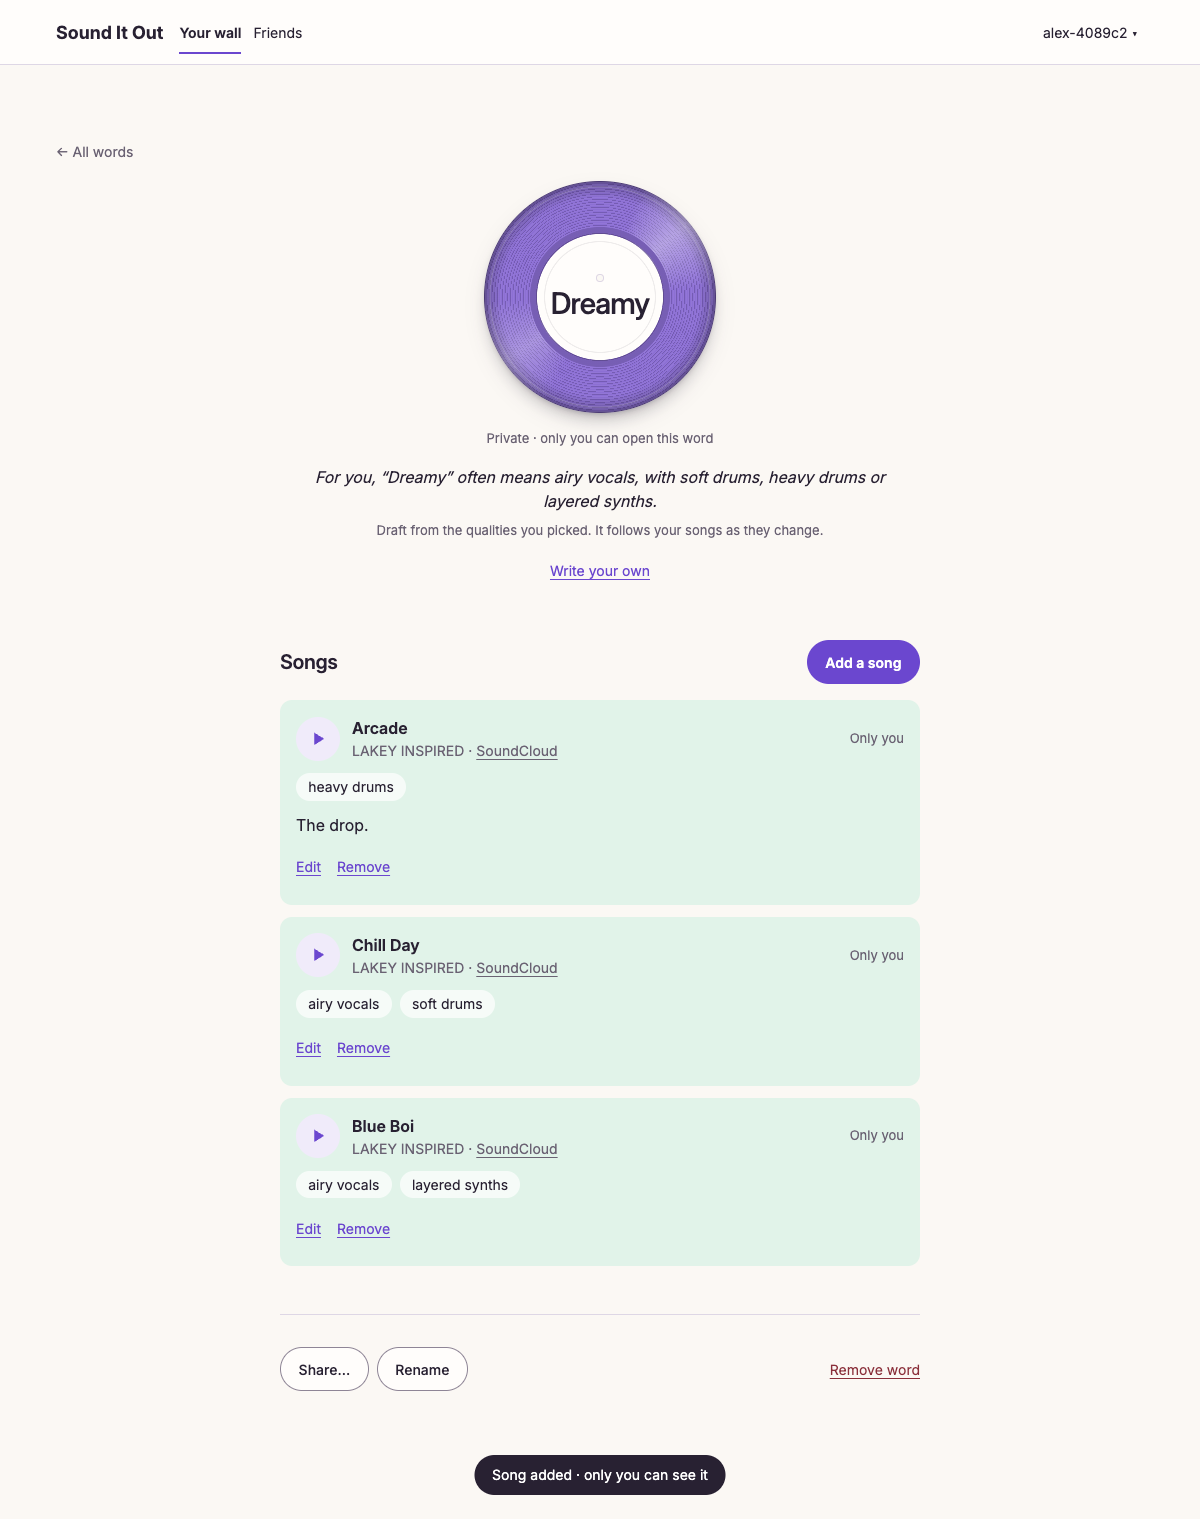 Sound It Out Your wall Friends alex-4089c2 ▾
← All words
Dreamy
Private · only you can open this word
For you, “Dreamy” often means airy vocals, with soft drums, heavy drums or
layered synths.
Draft from the qualities you picked. It follows your songs as they change.
Write your own
Songs Add a song
Arcade
LAKEY INSPIRED · SoundCloud
Only you
heavy drums
The drop.
Edit Remove
Chill Day
LAKEY INSPIRED · SoundCloud
Only you
airy vocals soft drums
Edit Remove
Blue Boi
LAKEY INSPIRED · SoundCloud
Only you
airy vocals layered synths
Edit Remove
Share... Rename Remove word
Song added · only you can see it